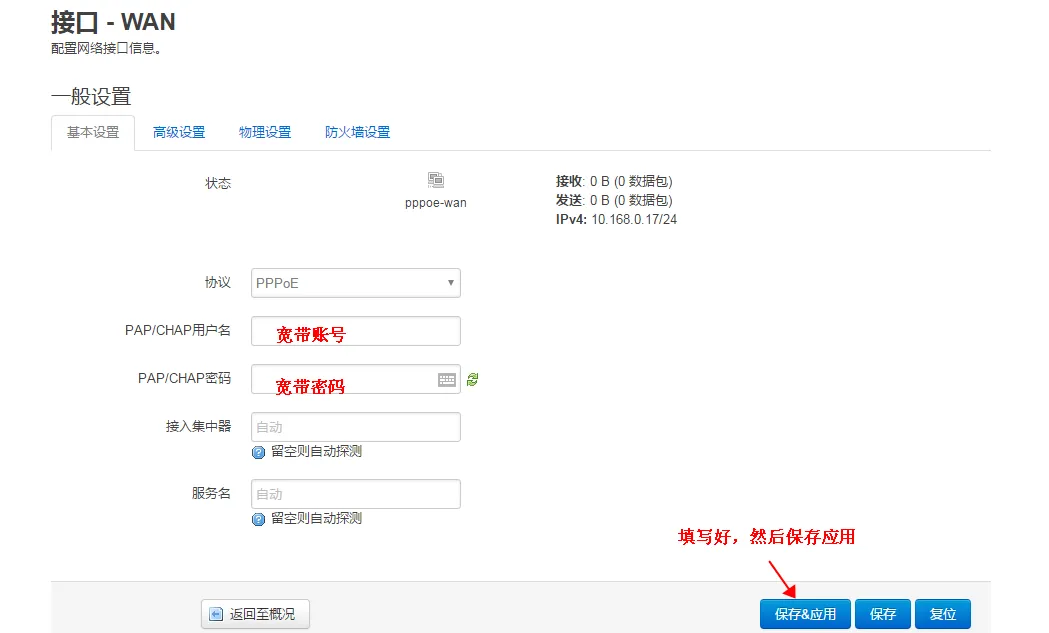 接口 - WAN
配置网络接口信息。
一般设置
基本设置 高级设置 物理设置 防火墙设置
状态
pppoe-wan
接收: 0 B (0 数据包)
发送: 0 B (0 数据包)
IPv4: 10.168.0.17/24
协议 PPPoE
PAP/CHAP用户名 宽带账号
PAP/CHAP密码 宽带密码
接入集中器 自动
留空则自动探测
服务名 自动
留空则自动探测
填写好，然后保存应用
返回至概况 保存&应用 保存 复位